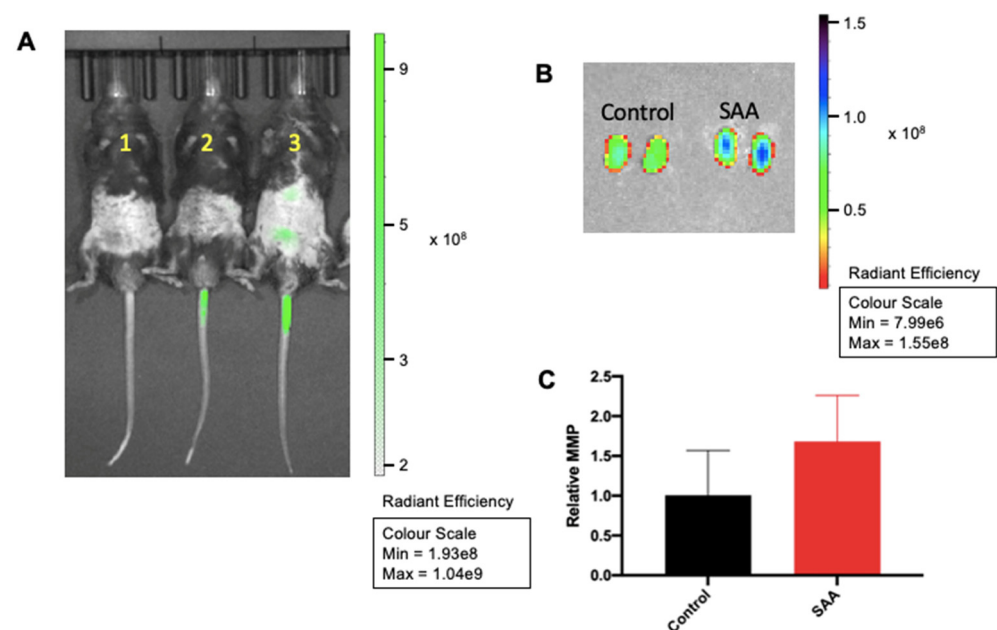 A
1
2
3
9
5
x 10⁸
3
2
Radiant Efficiency
Colour Scale
Min = 1.93e8
Max = 1.04e9
B
Control
SAA
1.5
1.0
x 10⁸
0.5
Radiant Efficiency
Colour Scale
Min = 7.99e6
Max = 1.55e8
C
Relative MMP
2.5
2.0
1.5
1.0
0.5
0.0
Control
SAA